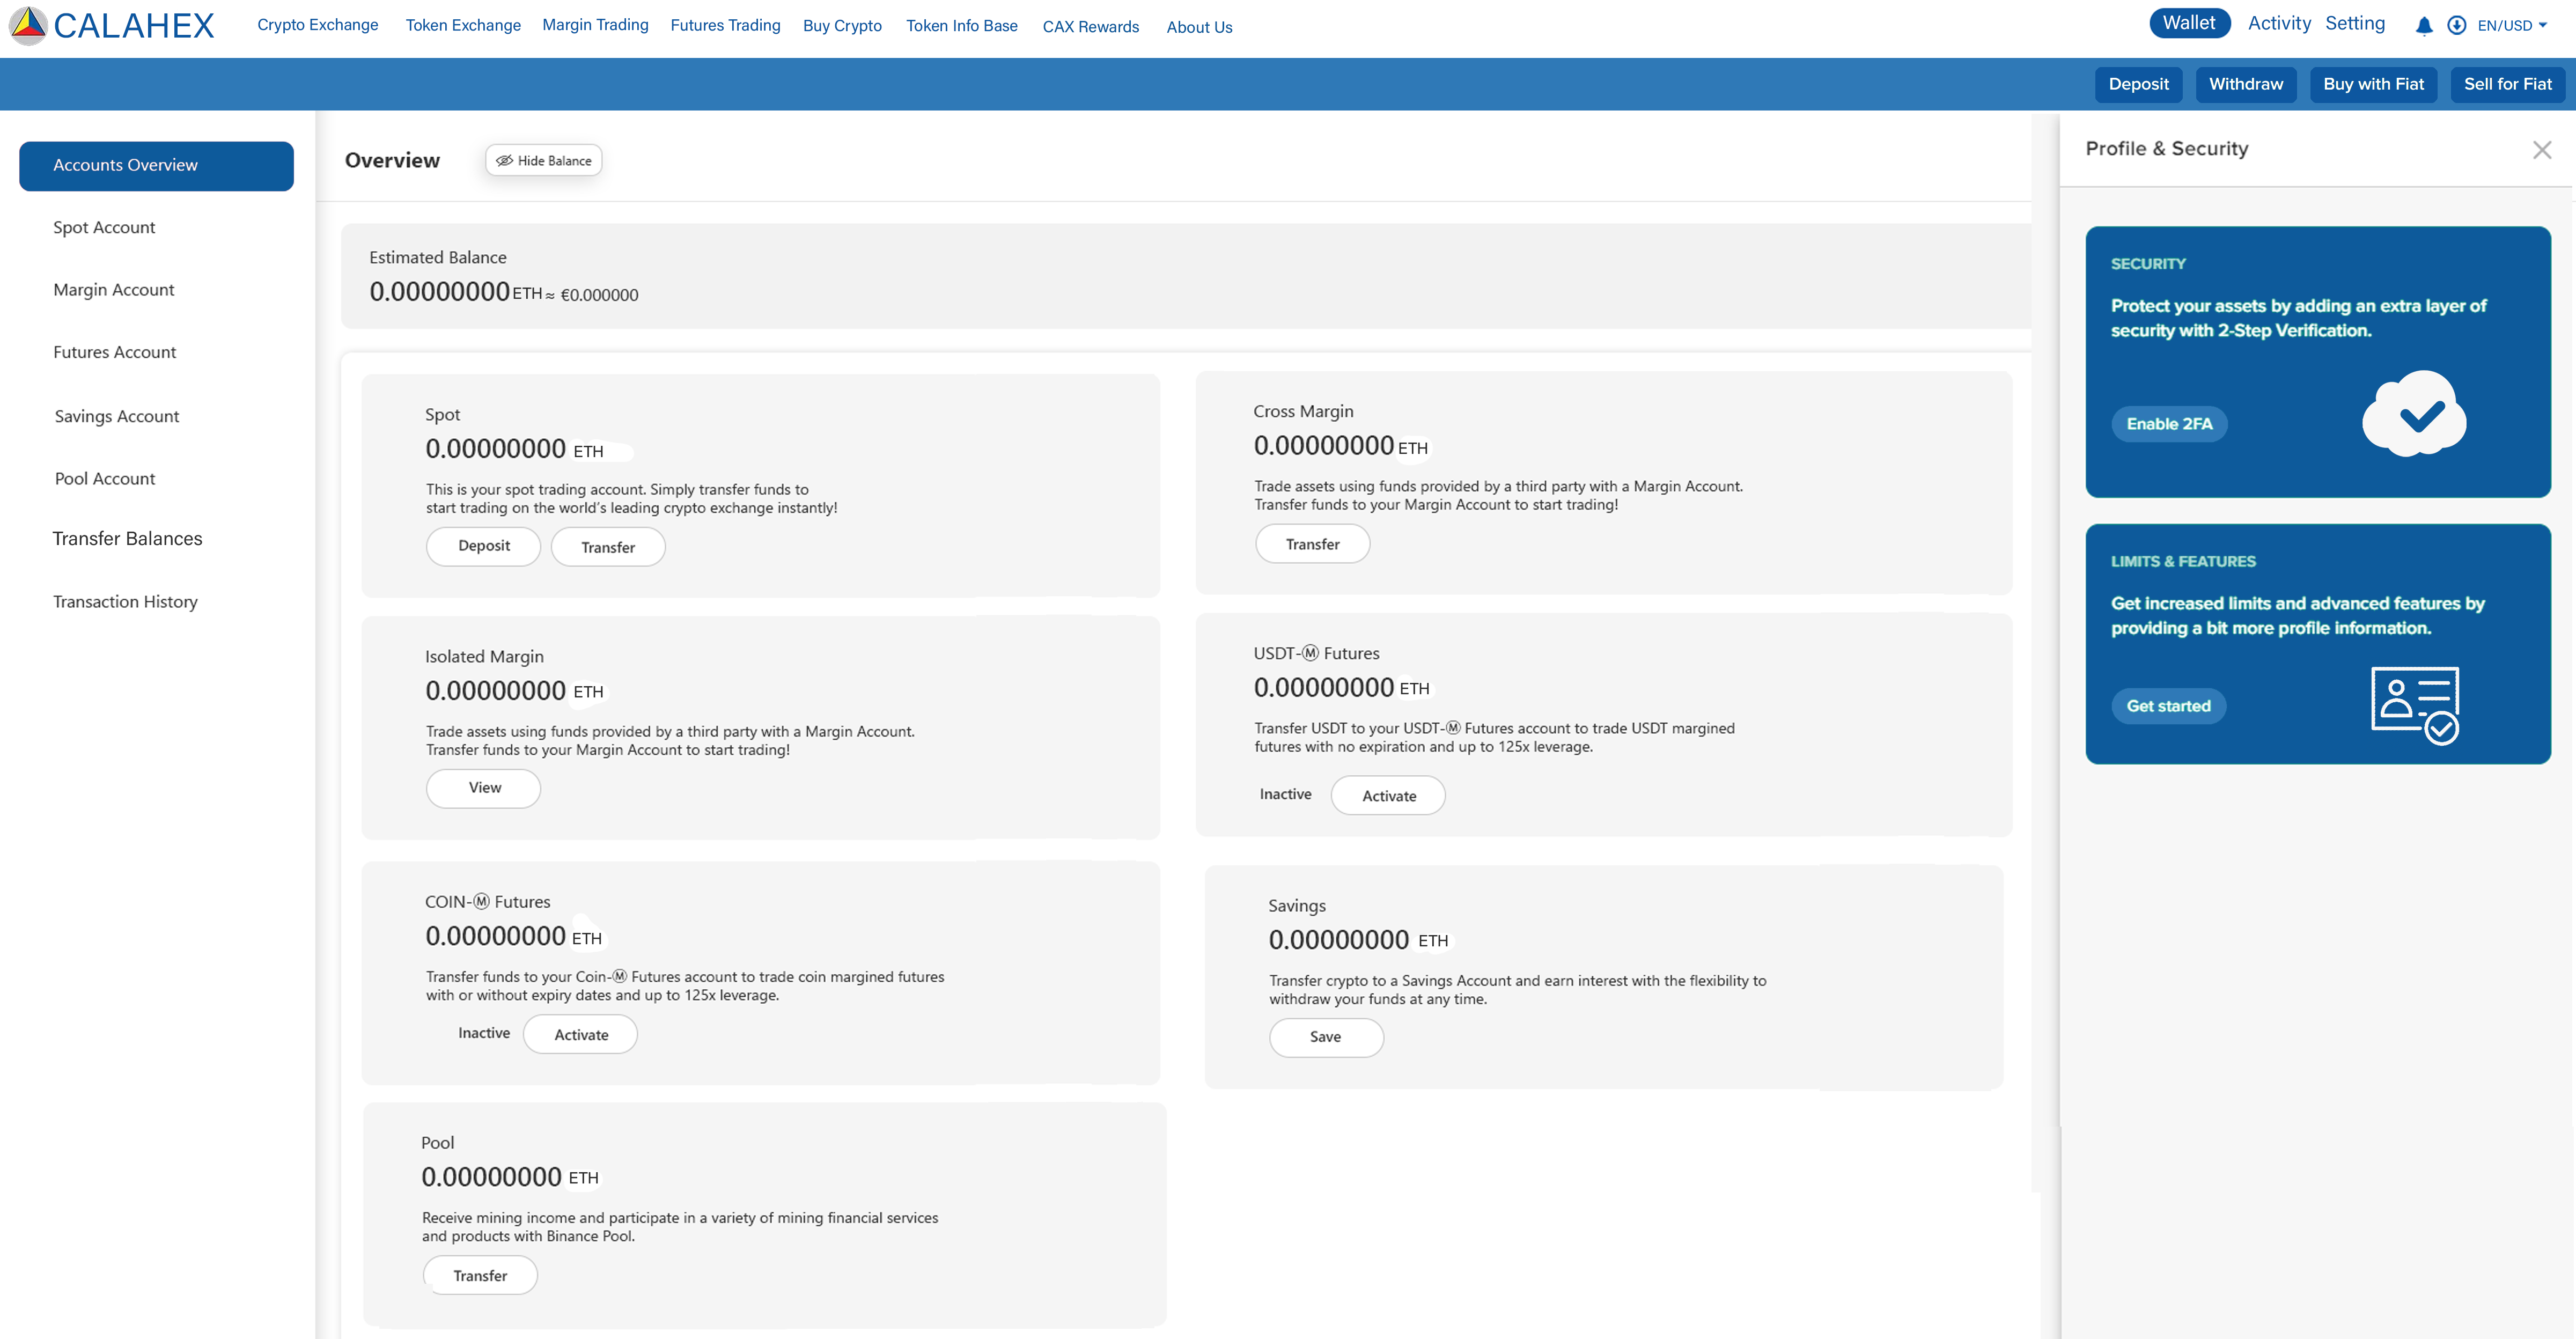 CALAHEX
Crypto Exchange
Token Exchange
Margin Trading
Futures Trading
Buy Crypto
Token Info Base
CAX Rewards
About Us
Wallet
Activity
Setting
EN/USD
Deposit
Withdraw
Buy with Fiat
Sell for Fiat
Accounts Overview
Spot Account
Margin Account
Futures Account
Savings Account
Pool Account
Transfer Balances
Transaction History
Overview
Hide Balance
Estimated Balance
0.00000000 ETH ≈ €0.000000
Spot
0.00000000 ETH
This is your spot trading account. Simply transfer funds to
start trading on the world's leading crypto exchange instantly!
Deposit
Transfer
Cross Margin
0.00000000 ETH
Trade assets using funds provided by a third party with a Margin Account.
Transfer funds to your Margin Account to start trading!
Transfer
Isolated Margin
0.00000000 ETH
Trade assets using funds provided by a third party with a Margin Account.
Transfer funds to your Margin Account to start trading!
View
USDT-Ⓜ Futures
0.00000000 ETH
Transfer USDT to your USDT-Ⓜ Futures account to trade USDT margined
futures with no expiration and up to 125x leverage.
Inactive
Activate
COIN-Ⓜ Futures
0.00000000 ETH
Transfer funds to your Coin-Ⓜ Futures account to trade coin margined futures
with or without expiry dates and up to 125x leverage.
Inactive
Activate
Savings
0.00000000 ETH
Transfer crypto to a Savings Account and earn interest with the flexibility to
withdraw your funds at any time.
Save
Pool
0.00000000 ETH
Receive mining income and participate in a variety of mining financial services
and products with Binance Pool.
Transfer
Profile & Security
SECURITY
Protect your assets by adding an extra layer of
security with 2-Step Verification.
Enable 2FA
LIMITS & FEATURES
Get increased limits and advanced features by
providing a bit more profile information.
Get started